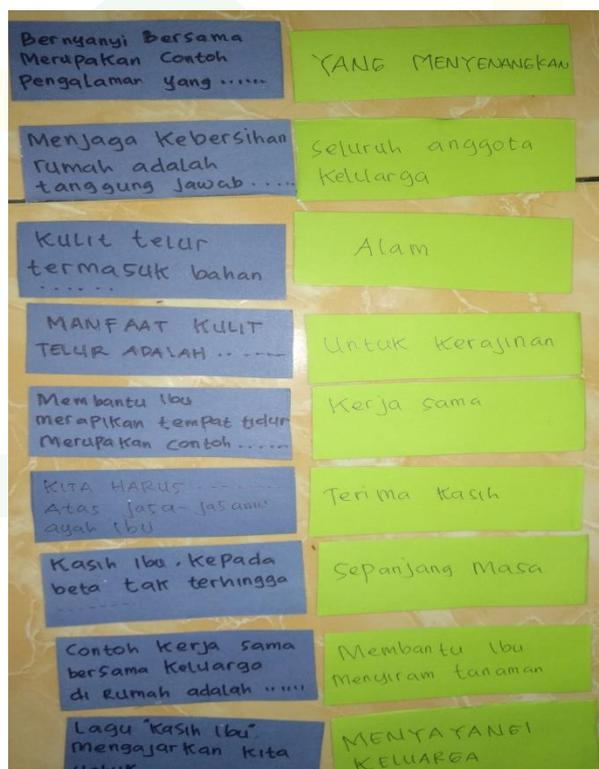 Bernyanyi Bersama
Merupakan Contoh
Pengalaman yang ......
YANG MENYENANGKAN
Menjaga Kebersihan
rumah adalah
tanggung Jawab .....
Seluruh anggota
Keluarga
Kulit telur
termasuk bahan
......
Alam
MANFAAT KULIT
TELUR ADALAH ........
Untuk Kerajinan
Membantu Ibu
merapikan tempat tidur
Merupakan contoh......
Kerja sama
KITA HARUS ........
Atas jasa-jasa
ayah ibu
Terima Kasih
Kasih Ibu, Kepada
beta tak terhingga
........
Sepanjang Masa
Contoh Kerja Sama
bersama Keluarga
di Rumah adalah ......
Membantu Ibu
Menyiram tanaman
Lagu "Kasih Ibu"
mengajarkan kita
MENYAYANGI
KELUARGA